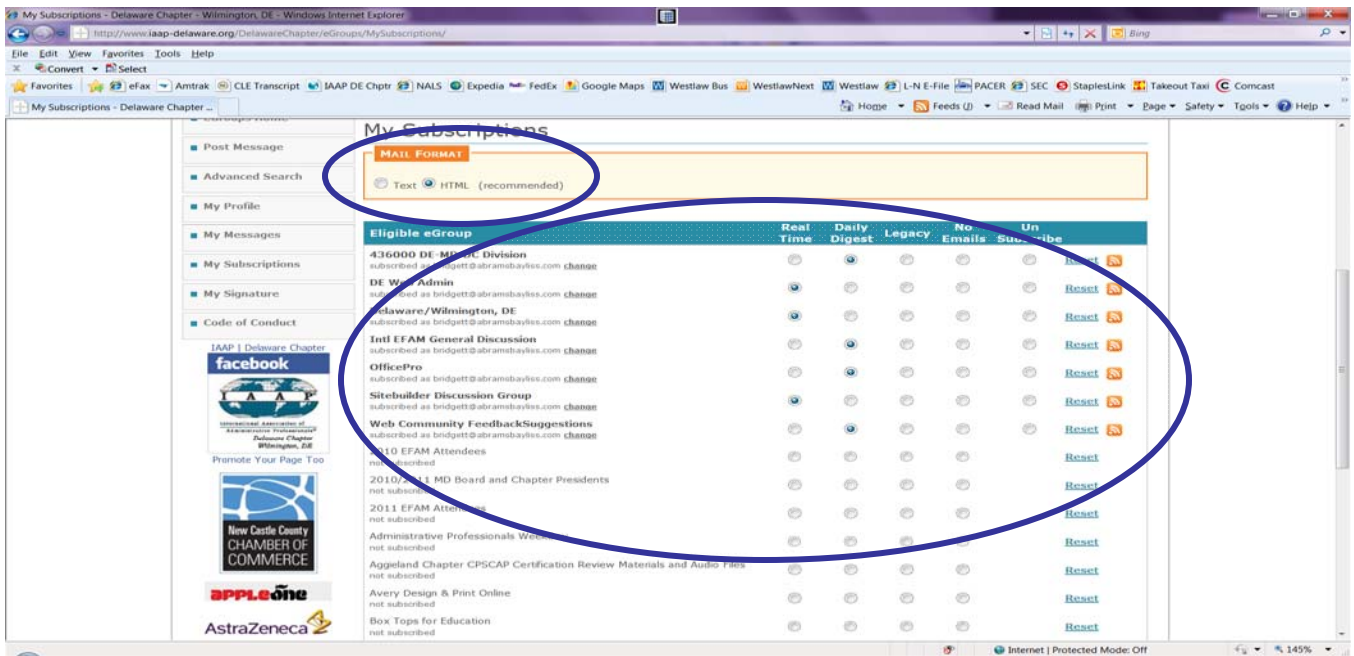 My Subscriptions - Delaware Chapter - Wilmington, DE - Windows Internet Explorer
http://www.iaap-delaware.org/DelawareChapter/eGroups/MySubscriptions/
Bing
File Edit View Favorites Tools Help
x Convert Select
Favorites eFax Amtrak CLE Transcript IAAP DE Chptr NALS Expedia FedEx Google Maps Westlaw Bus WestlawNext Westlaw L-N E-File PACER SEC StaplesLink Takeout Taxi Comcast
My Subscriptions - Delaware Chapter ...
Home Feeds (J) Read Mail Print Page Safety Tools Help
eGroups Home
Post Message
Advanced Search
My Profile
My Messages
My Subscriptions
My Signature
Code of Conduct
IAAP | Delaware Chapter
facebook
I A A P
International Association of
Administrative Professionals
Delaware Chapter
Wilmington, DE
Promote Your Page Too
New Castle County
CHAMBER OF
COMMERCE
APPLEONE
AstraZeneca
My Subscriptions
MAIL FORMAT
Text HTML (recommended)
Eligible eGroup Real Time Daily Digest Legacy No Emails Un Subscribe
436000 DE-MD-DC Division Reset
subscribed as bridgett@abramsbayliss.com change
DE Web Admin Reset
subscribed as bridgett@abramsbayliss.com change
Delaware/Wilmington, DE Reset
subscribed as bridgett@abramsbayliss.com change
Intl EFAM General Discussion Reset
subscribed as bridgett@abramsbayliss.com change
OfficePro Reset
subscribed as bridgett@abramsbayliss.com change
Sitebuilder Discussion Group Reset
subscribed as bridgett@abramsbayliss.com change
Web Community FeedbackSuggestions Reset
subscribed as bridgett@abramsbayliss.com change
2010 EFAM Attendees Reset
not subscribed
2010/2011 MD Board and Chapter Presidents Reset
not subscribed
2011 EFAM Attendees Reset
not subscribed
Administrative Professionals Reset
not subscribed
Aggieland Chapter CPSCAP Certification Review Materials and Audio Files Reset
not subscribed
Avery Design & Print Online Reset
not subscribed
Box Tops for Education Reset
not subscribed
Internet | Protected Mode: Off 145%